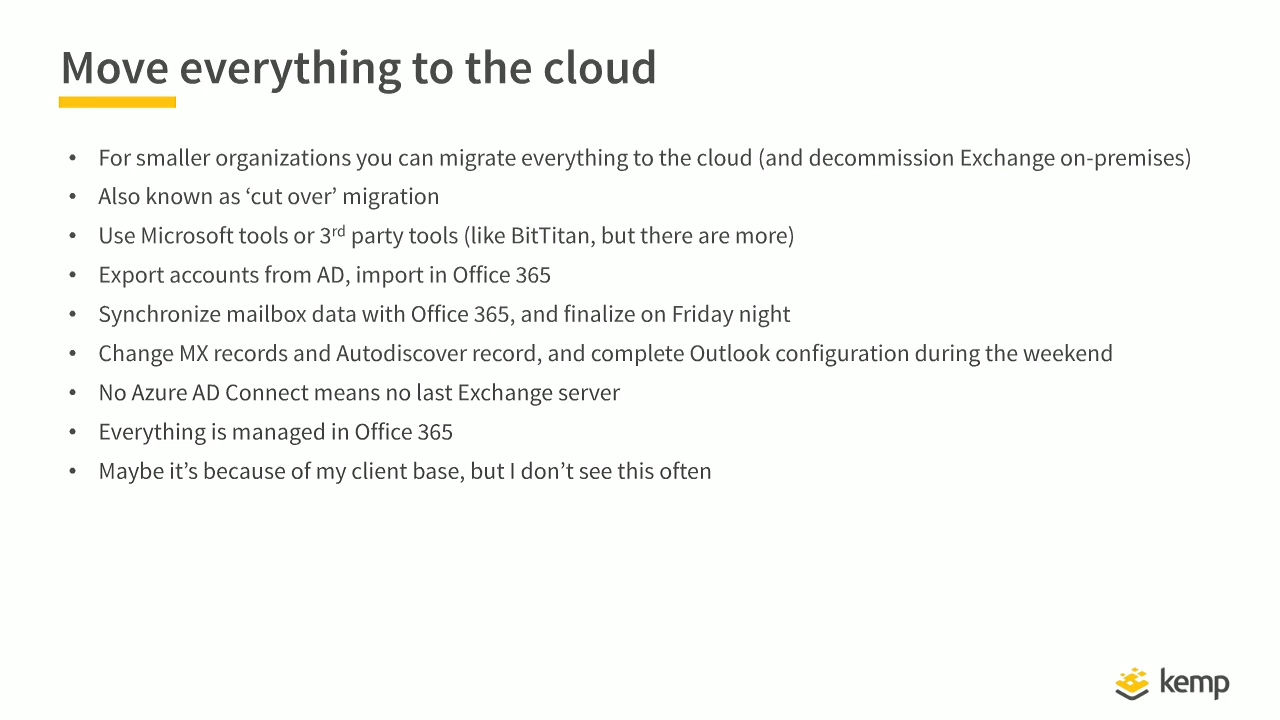 Move everything to the cloud
• For smaller organizations you can migrate everything to the cloud (and decommission Exchange on-premises)
• Also known as ‘cut over’ migration
• Use Microsoft tools or 3rd party tools (like BitTitan, but there are more)
• Export accounts from AD, import in Office 365
• Synchronize mailbox data with Office 365, and finalize on Friday night
• Change MX records and Autodiscover record, and complete Outlook configuration during the weekend
• No Azure AD Connect means no last Exchange server
• Everything is managed in Office 365
• Maybe it’s because of my client base, but I don’t see this often
kemp